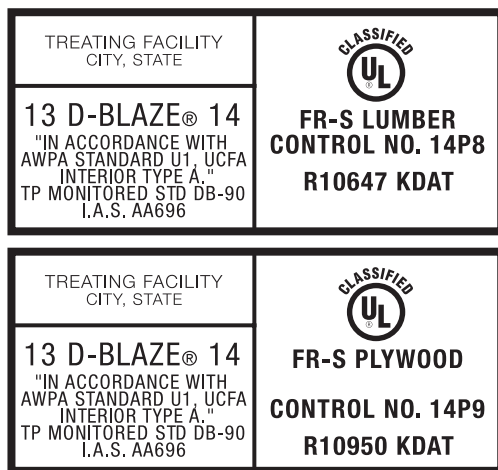 TREATING FACILITY
CITY, STATE
13 D-BLAZE® 14
"IN ACCORDANCE WITH
AWPA STANDARD U1, UCFA
INTERIOR TYPE A."
TP MONITORED STD DB-90
I.A.S. AA696
CLASSIFIED
UL®
FR-S LUMBER
CONTROL NO. 14P8
R10647 KDAT
TREATING FACILITY
CITY, STATE
13 D-BLAZE® 14
"IN ACCORDANCE WITH
AWPA STANDARD U1, UCFA
INTERIOR TYPE A."
TP MONITORED STD DB-90
I.A.S. AA696
CLASSIFIED
UL®
FR-S PLYWOOD
CONTROL NO. 14P9
R10950 KDAT